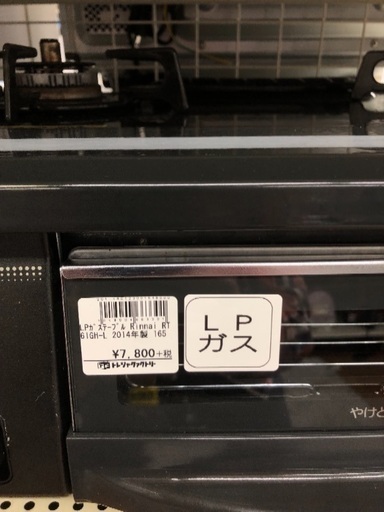 LPガステーブル Rinnai RT
61GH-L 2014年製 165
¥7,800+税
トレジャーファクトリー
LP
ガス
やけど